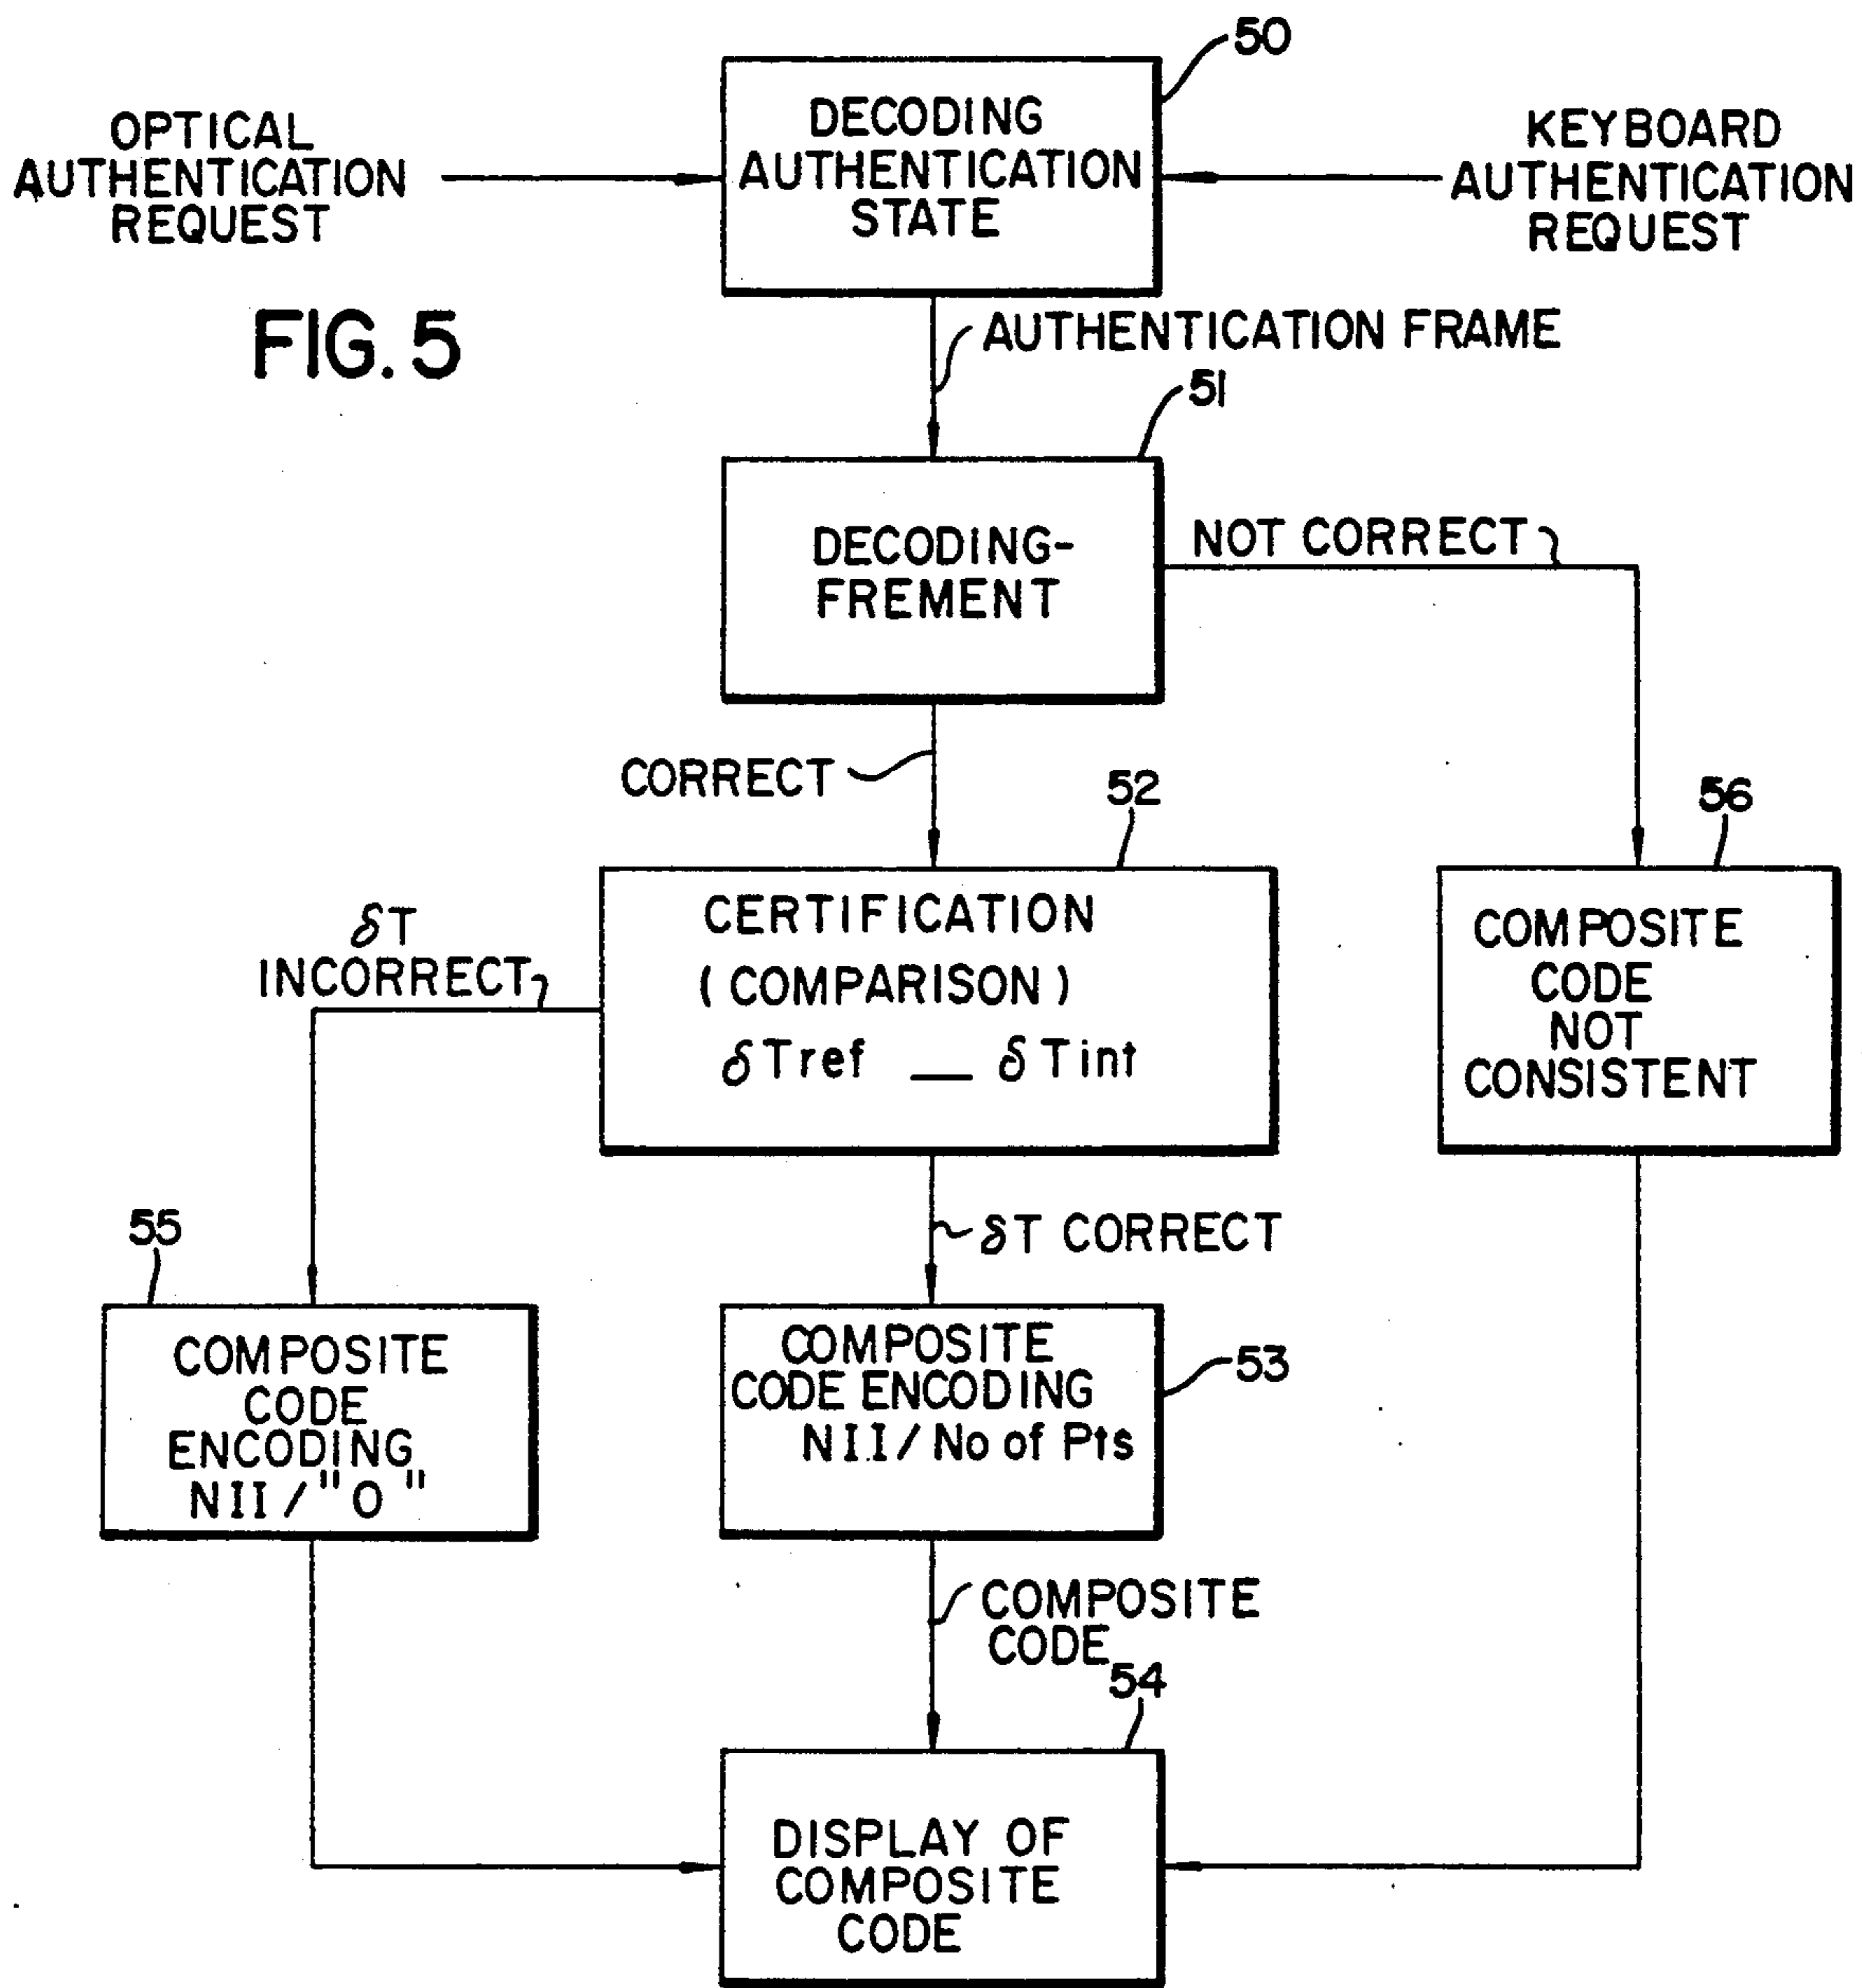 50
DECODING
AUTHENTICATION
STATE
OPTICAL
AUTHENTICATION
REQUEST
KEYBOARD
AUTHENTICATION
REQUEST
FIG. 5
AUTHENTICATION FRAME
51
DECODING-
FREMENT
NOT CORRECT
CORRECT
52
56
CERTIFICATION
(COMPARISON)
δTref __ δTint
COMPOSITE
CODE
NOT
CONSISTENT
δT
INCORRECT
55
δT CORRECT
COMPOSITE
CODE
ENCODING
NII/"O"
COMPOSITE
CODE ENCODING
NII/No of Pts
53
COMPOSITE
CODE
54
DISPLAY OF
COMPOSITE
CODE